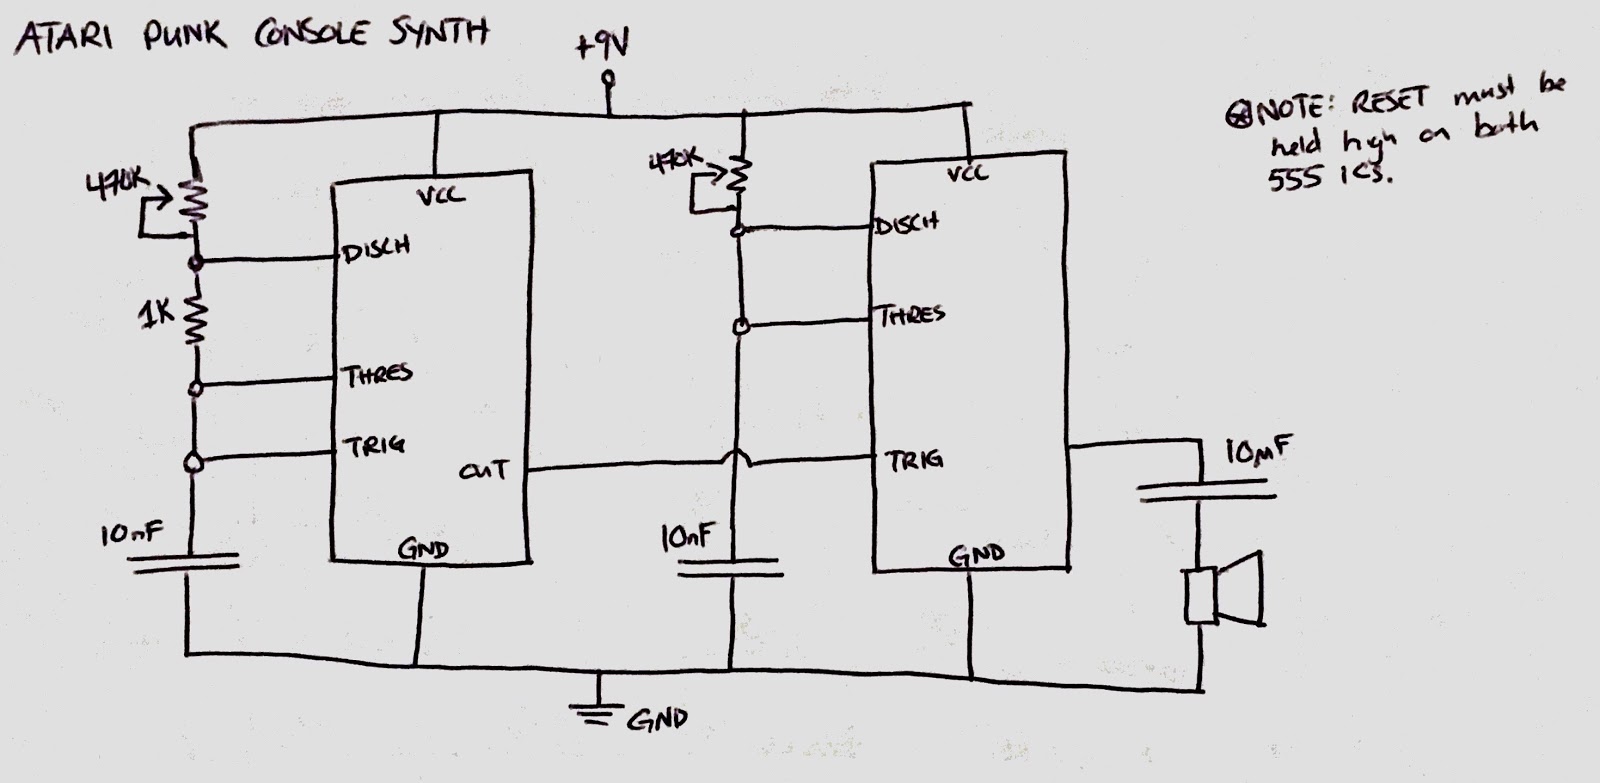 ATARI PUNK CONSOLE SYNTH
+9V
⊛NOTE: RESET must be
held high on both
555 ICs.
470K
VCC
DISCH
1K
THRES
TRIG
OUT
10nF
GND
470K
VCC
DISCH
THRES
TRIG
10nF
GND
10µF
GND